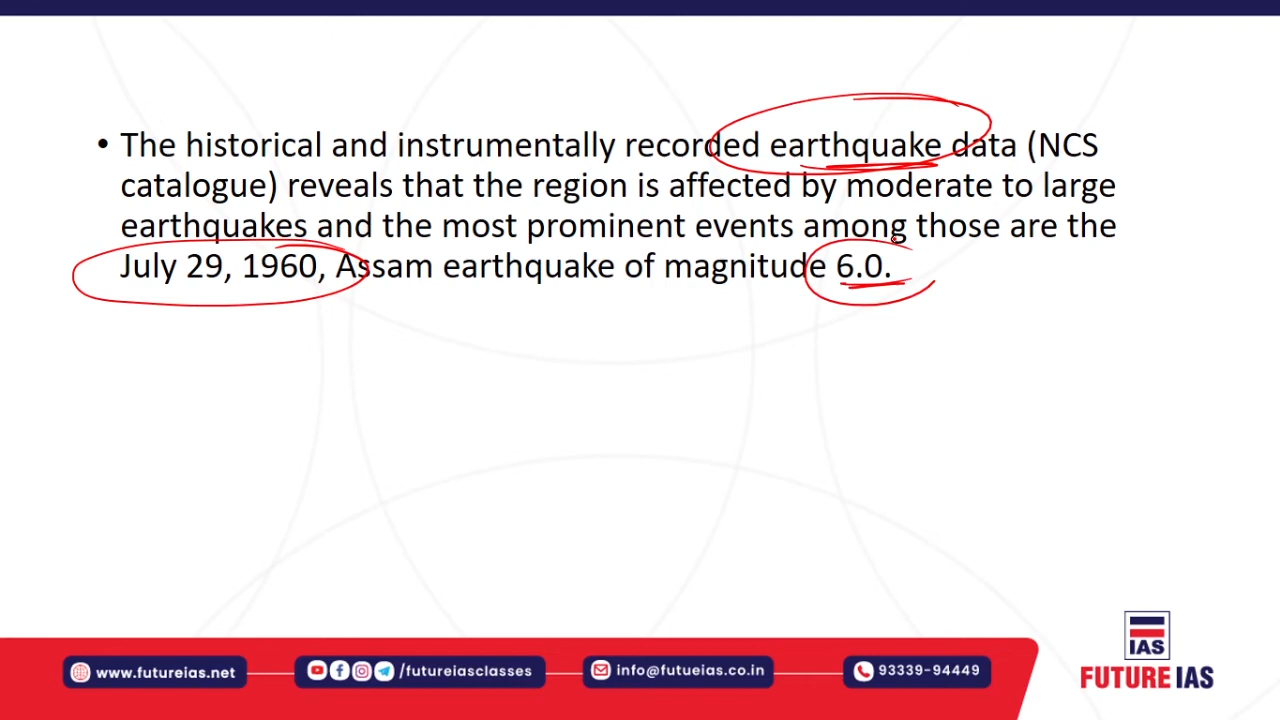 • The historical and instrumentally recorded earthquake data (NCS
catalogue) reveals that the region is affected by moderate to large
earthquakes and the most prominent events among those are the
July 29, 1960, Assam earthquake of magnitude 6.0.
IAS
FUTURE IAS
www.futureias.net
/futureiasclasses
info@futueias.co.in
93339-94449